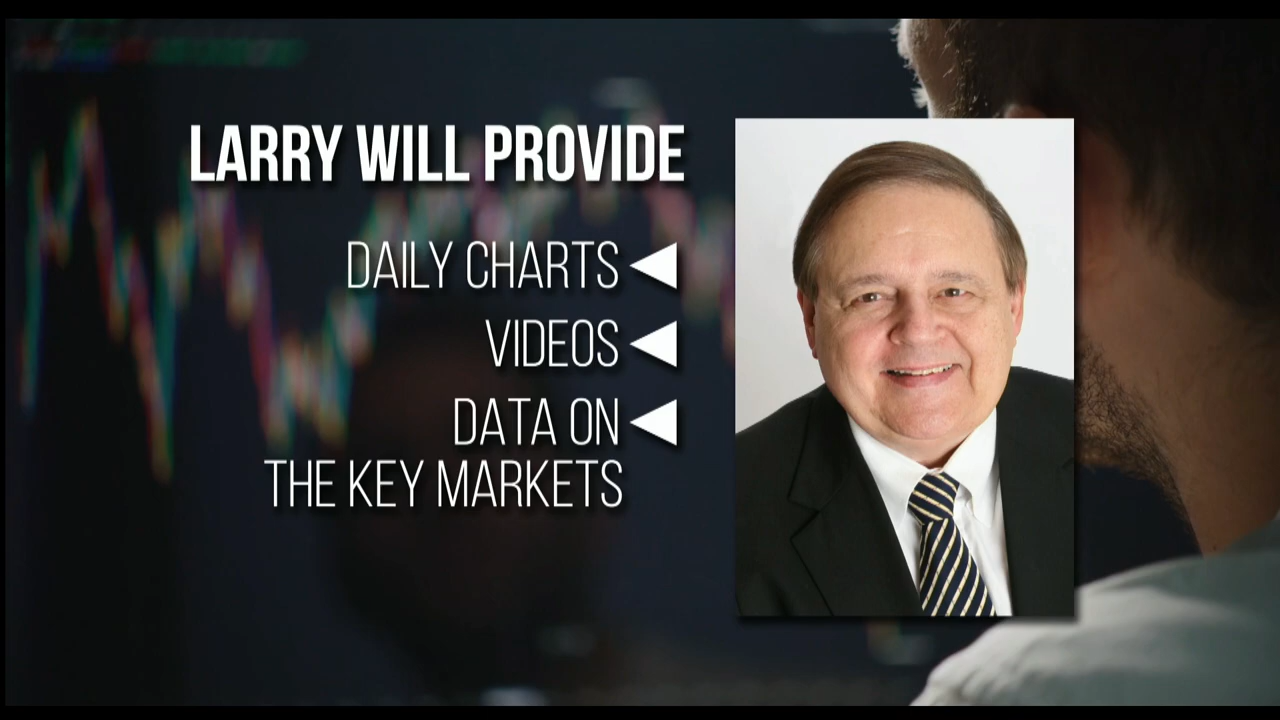 LARRY WILL PROVIDE
DAILY CHARTS
VIDEOS
DATA ON
THE KEY MARKETS